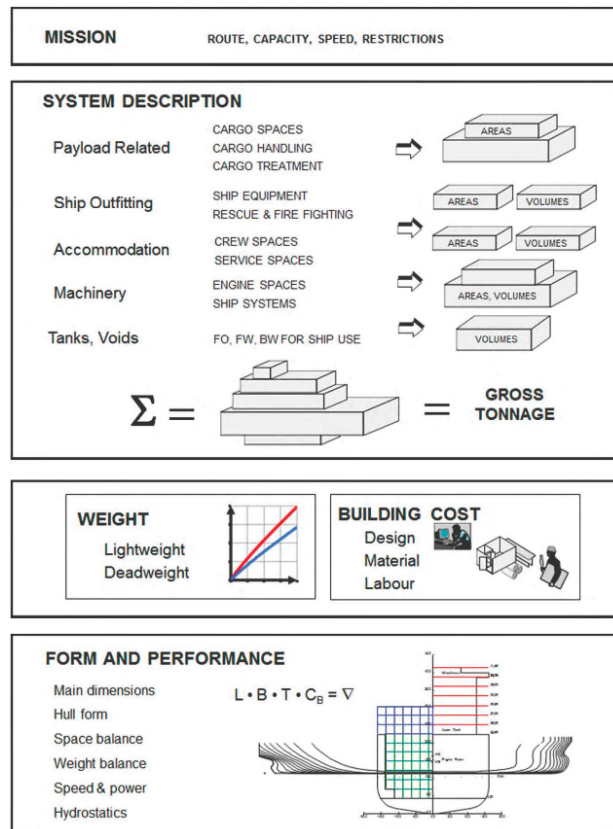 MISSION ROUTE, CAPACITY, SPEED, RESTRICTIONS
SYSTEM DESCRIPTION
Payload Related
CARGO SPACES
CARGO HANDLING
CARGO TREATMENT
AREAS
Ship Outfitting
SHIP EQUIPMENT
RESCUE & FIRE FIGHTING
AREAS VOLUMES
Accommodation
CREW SPACES
SERVICE SPACES
AREAS VOLUMES
Machinery
ENGINE SPACES
SHIP SYSTEMS
AREAS, VOLUMES
Tanks, Voids
FO, FW, BW FOR SHIP USE
VOLUMES
Σ = = GROSS
TONNAGE
WEIGHT
Lightweight
Deadweight
BUILDING COST
Design
Material
Labour
FORM AND PERFORMANCE
Main dimensions
L • B • T • C_B = ∇
Hull form
Space balance
Weight balance
Speed & power
Hydrostatics